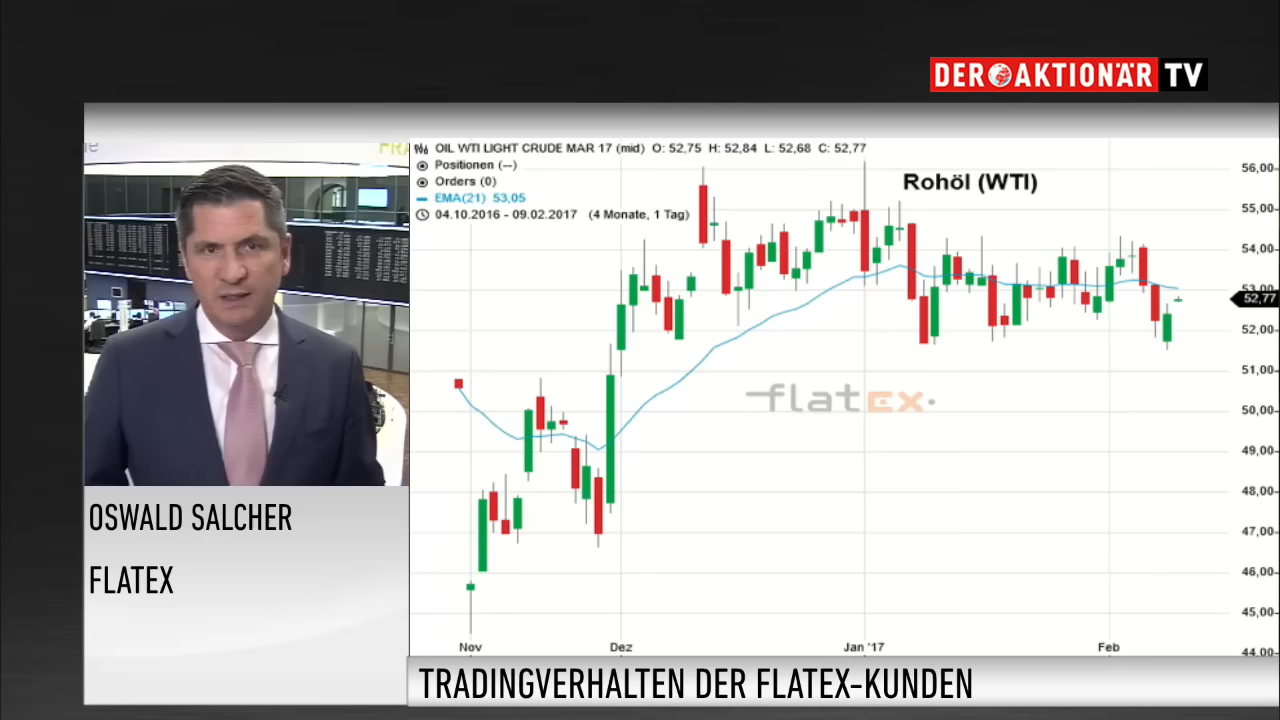 DER AKTIONÄR TV
OIL WTI LIGHT CRUDE MAR 17 (mid) O: 52,75 H: 52,84 L: 52,68 C: 52,77
Positionen (--)
Orders (0)
EMA(21) 53,05
04.10.2016 - 09.02.2017 (4 Monate, 1 Tag)
Rohöl (WTI)
56,00
55,00
54,00
53,00
52,77
52,00
51,00
50,00
49,00
48,00
47,00
46,00
45,00
44,00
flatex
Nov Dez Jan '17 Feb
OSWALD SALCHER
FLATEX
TRADINGVERHALTEN DER FLATEX-KUNDEN